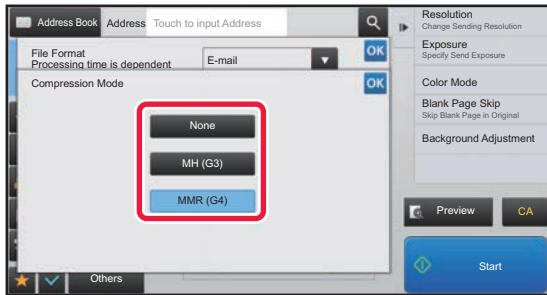 Address Book
Address
Touch to input Address
File Format
Processing time is dependent
E-mail
OK
Compression Mode
OK
None
MH (G3)
MMR (G4)
Others
Resolution
Change Sending Resolution
Exposure
Specify Send Exposure
Color Mode
Blank Page Skip
Skip Blank Page in Original
Background Adjustment
Preview
CA
Start